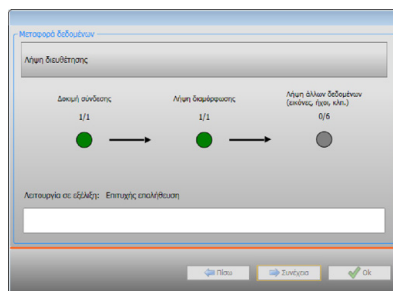 Μεταφορά δεδομένων
Λήψη διευθέτησης
Δοκιμή σύνδεσης
1/1
Λήψη διαμόρφωσης
1/1
Λήψη άλλων δεδομένων
(εικόνες, ήχοι, κλπ.)
0/6
Λειτουργία σε εξέλιξη: Επιτυχής επαλήθευση
Πίσω
Συνέχεια
Ok